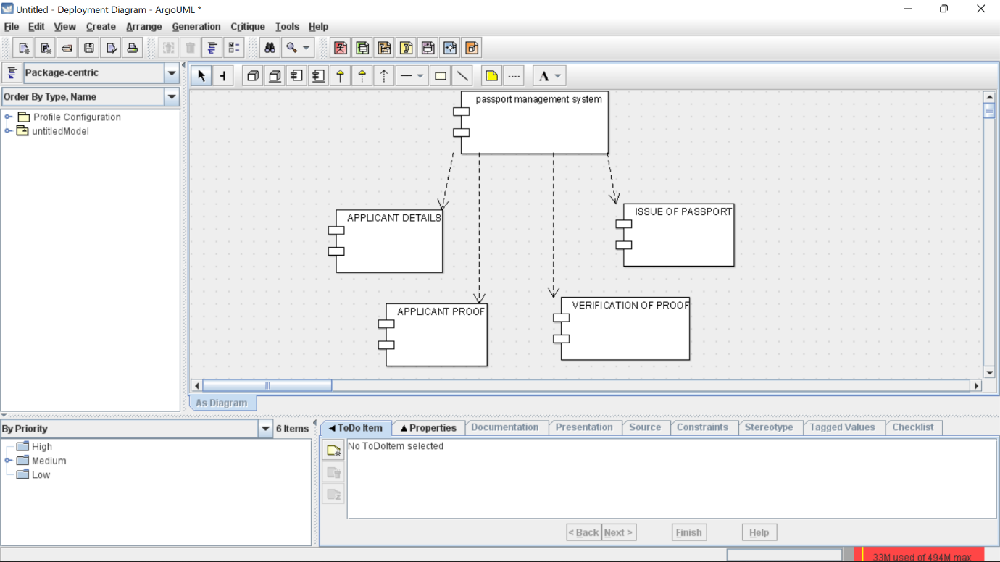 Untitled - Deployment Diagram - ArgoUML *
File Edit View Create Arrange Generation Critique Tools Help
Package-centric
Order By Type, Name
Profile Configuration
untitledModel
A
passport management system
APPLICANT DETAILS
ISSUE OF PASSPORT
APPLICANT PROOF
VERIFICATION OF PROOF
As Diagram
By Priority
6 Items
High
Medium
Low
ToDo Item Properties Documentation Presentation Source Constraints Stereotype Tagged Values Checklist
No ToDoItem selected
< Back Next > Finish Help
33M used of 494M max